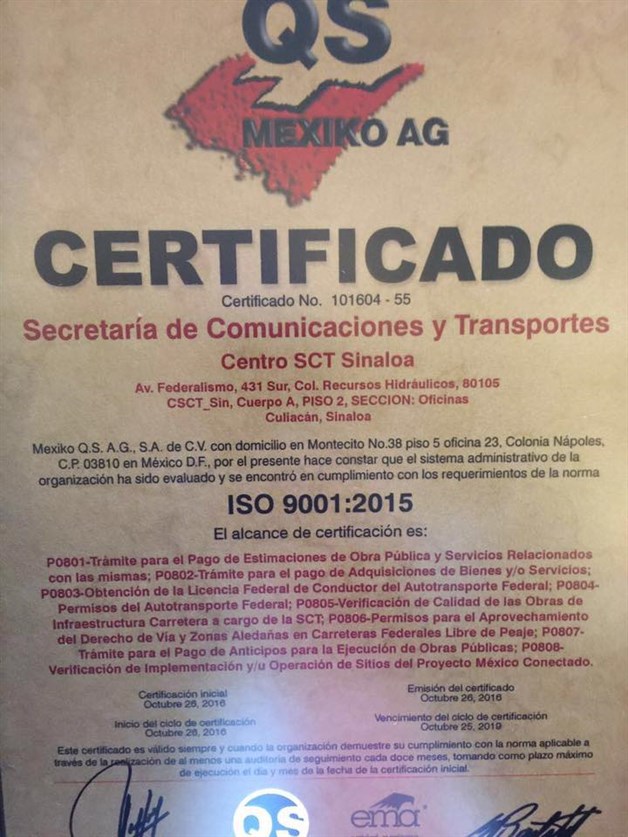 QS
MEXIKO AG
CERTIFICADO
Certificado No. 101604 - 55
Secretaría de Comunicaciones y Transportes
Centro SCT Sinaloa
Av. Federalismo, 431 Sur, Col. Recursos Hidráulicos, 80105
CSCT_Sin, Cuerpo A, PISO 2, SECCION: Oficinas
Culiacán, Sinaloa
Mexiko Q.S. A.G., S.A. de C.V. con domicilio en Montecito No.38 piso 5 oficina 23, Colonia Nápoles,
C.P. 03810 en México D.F., por el presente hace constar que el sistema administrativo de la
organización ha sido evaluado y se encontró en cumplimiento con los requerimientos de la norma
ISO 9001:2015
El alcance de certificación es:
P0801-Trámite para el Pago de Estimaciones de Obra Pública y Servicios Relacionados
con las mismas; P0802-Trámite para el pago de Adquisiciones de Bienes y/o Servicios;
P0803-Obtención de la Licencia Federal de Conductor del Autotransporte Federal; P0804-
Permisos del Autotransporte Federal; P0805-Verificación de Calidad de las Obras de
Infraestructura Carretera a cargo de la SCT; P0806-Permisos para el Aprovechamiento
del Derecho de Vía y Zonas Aledañas en Carreteras Federales Libre de Peaje; P0807-
Trámite para el Pago de Anticipos para la Ejecución de Obras Públicas; P0808-
Verificación de Implementación y/u Operación de Sitios del Proyecto México Conectado.
Certificación inicial
Octubre 26, 2016
Emisión del certificado
Octubre 26, 2016
Inicio del ciclo de certificación
Octubre 26, 2016
Vencimiento del ciclo de certificación
Octubre 25, 2019
Este certificado es válido siempre y cuando la organización demuestre su cumplimiento con la norma aplicable a
través de la realización de al menos una auditoria de seguimiento cada doce meses, tomando como plazo máximo
de ejecución el día y mes de la fecha de la certificación inicial.
QS
ema